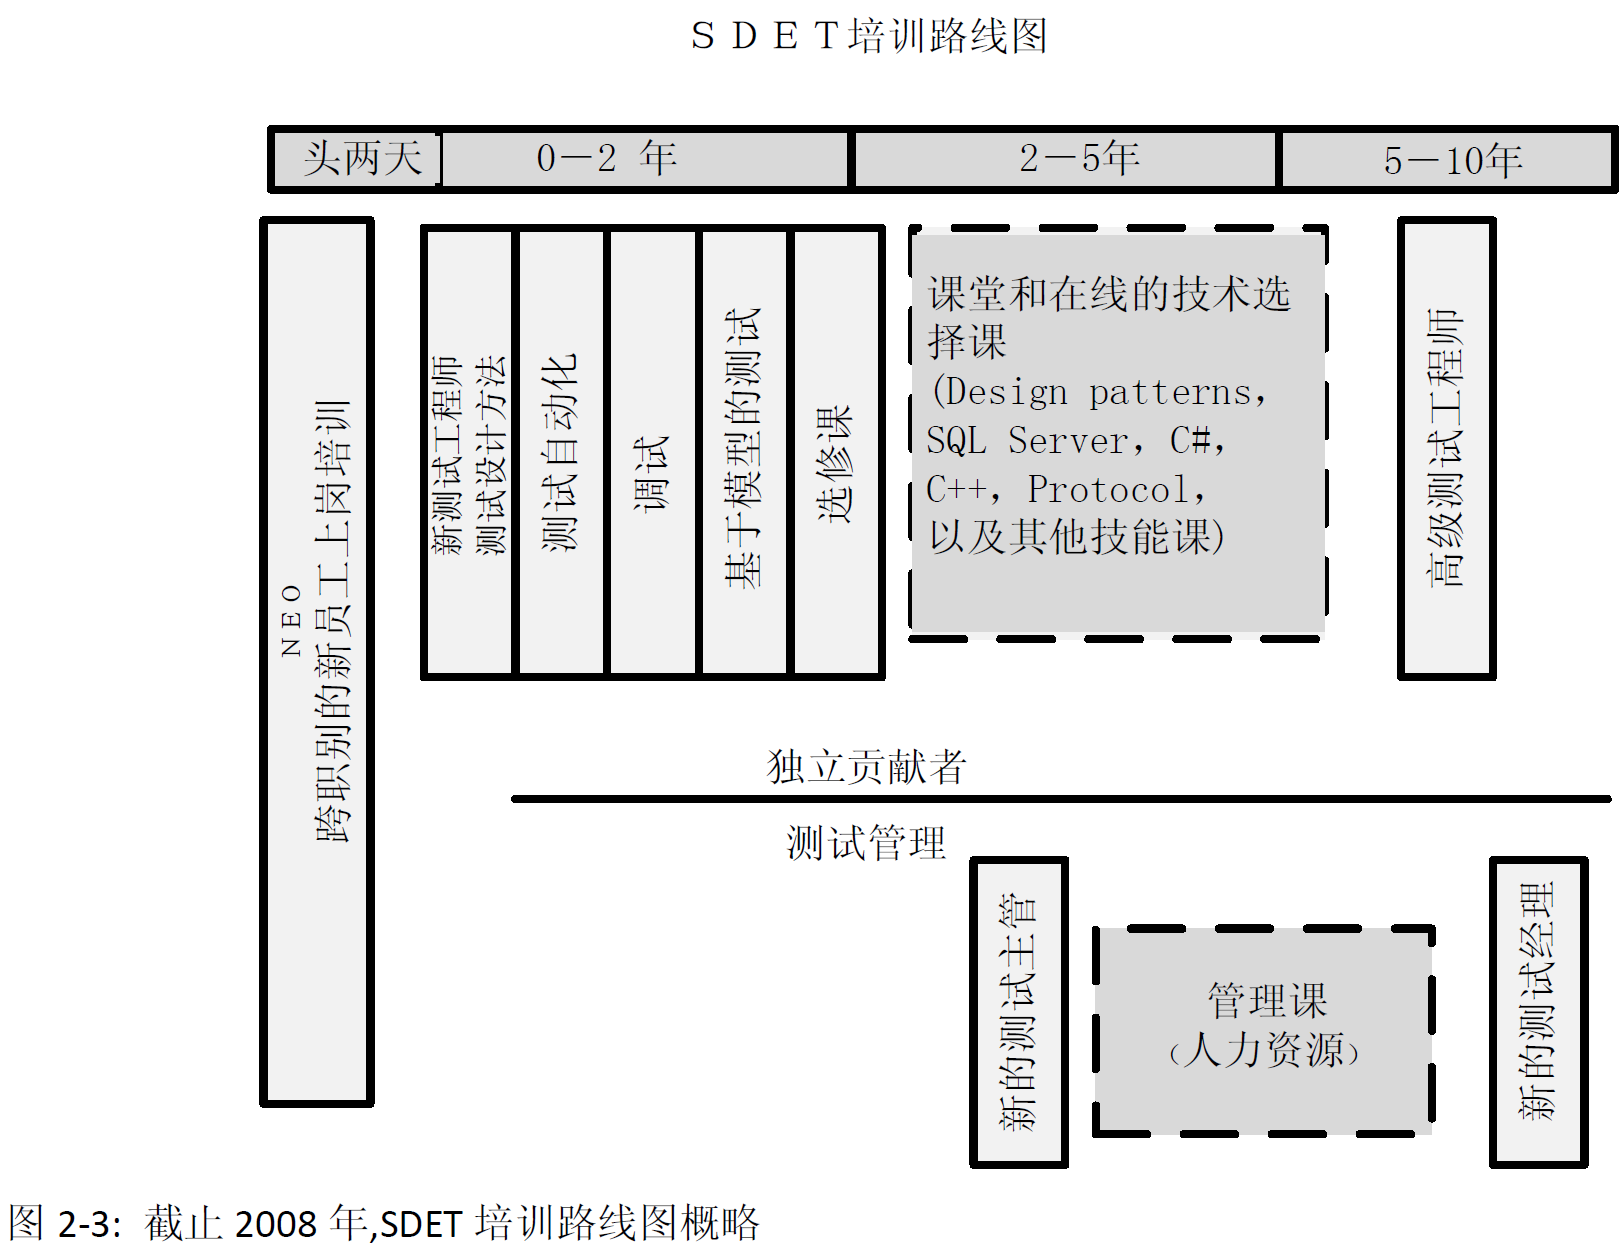 ＳＤＥＴ培训路线图
头两天
0－2 年
2－5年
5－10年
ＮＥＯ
跨职别的新员工上岗培训
新测试工程师
测试设计方法
测试自动化
调试
基于模型的测试
选修课
课堂和在线的技术选
择课
(Design patterns,
SQL Server, C#,
C++, Protocol,
以及其他技能课)
高级测试工程师
独立贡献者
测试管理
新的测试主管
管理课
（人力资源）
新的测试经理
图 2-3: 截止 2008 年,SDET 培训路线图概略